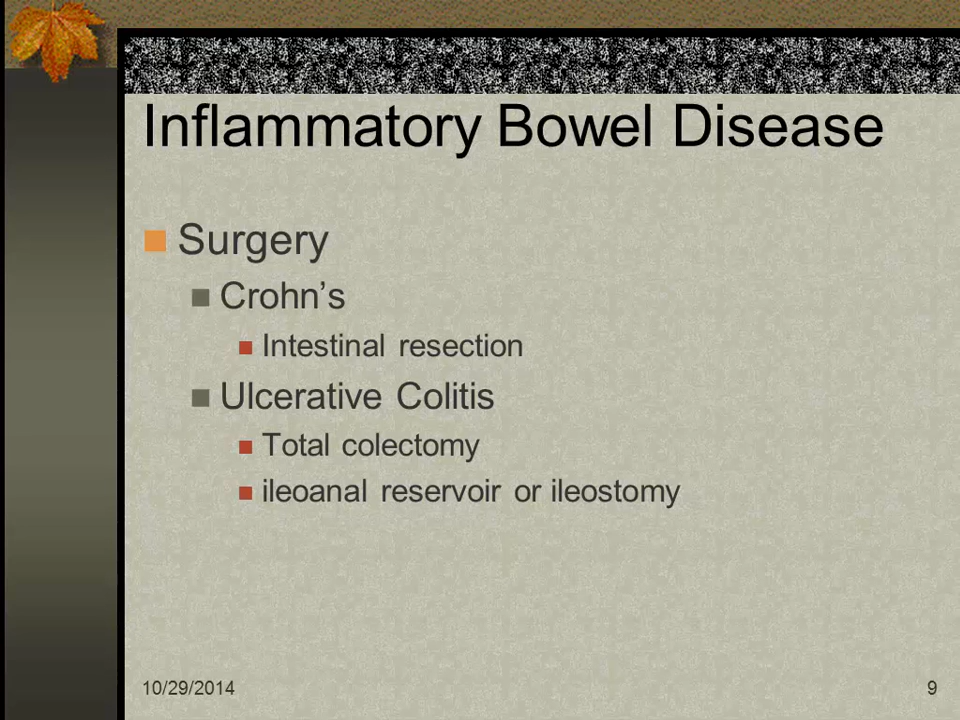 Inflammatory Bowel Disease
Surgery
Crohn’s
Intestinal resection
Ulcerative Colitis
Total colectomy
ileoanal reservoir or ileostomy
10/29/2014
9